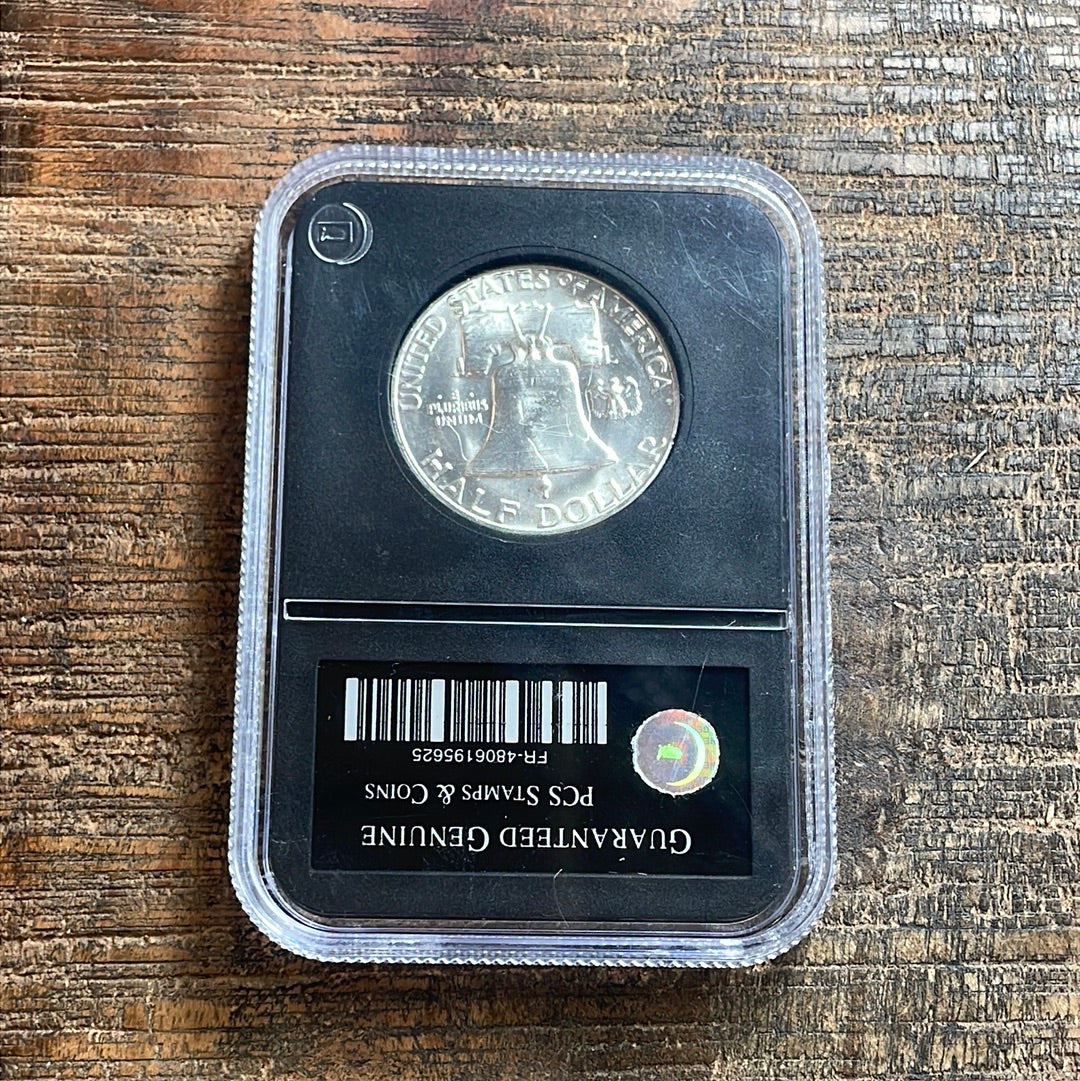 UNITED STATES OF AMERICA
PLURIBUS
UNUM
HALF DOLLAR
GUARANTEED GENUINE
PCS STAMPS & COINS
FR-4806195625